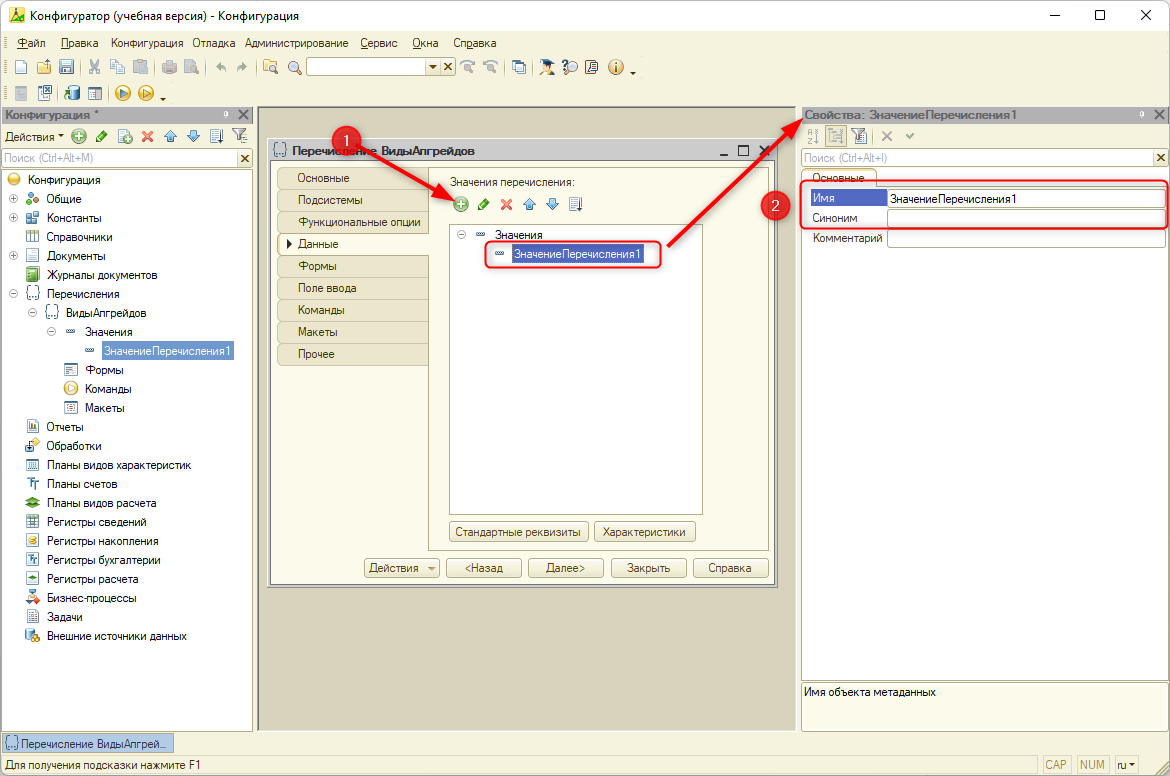 Конфигуратор (учебная версия) - Конфигурация
Файл Правка Конфигурация Отладка Администрирование Сервис Окна Справка
Конфигурация *
Действия
Поиск (Ctrl+Alt+M)
Конфигурация
Общие
Константы
Справочники
Документы
Журналы документов
Перечисления
ВидыАпгрейдов
Значения
ЗначениеПеречисления1
Формы
Команды
Макеты
Отчеты
Обработки
Планы видов характеристик
Планы счетов
Планы видов расчета
Регистры сведений
Регистры накопления
Регистры бухгалтерии
Регистры расчета
Бизнес-процессы
Задачи
Внешние источники данных
1
Перечисление ВидыАпгрейдов
Основные
Подсистемы
Функциональные опции
Данные
Формы
Поле ввода
Команды
Макеты
Прочее
Значения перечисления:
Значения
ЗначениеПеречисления1
Стандартные реквизиты Характеристики
Действия <Назад Далее> Закрыть Справка
2
Свойства: ЗначениеПеречисления1
Поиск (Ctrl+Alt+I)
Основные
Имя ЗначениеПеречисления1
Синоним
Комментарий
Имя объекта метаданных
Перечисление ВидыАпгрей...
Для получения подсказки нажмите F1
CAP NUM ru